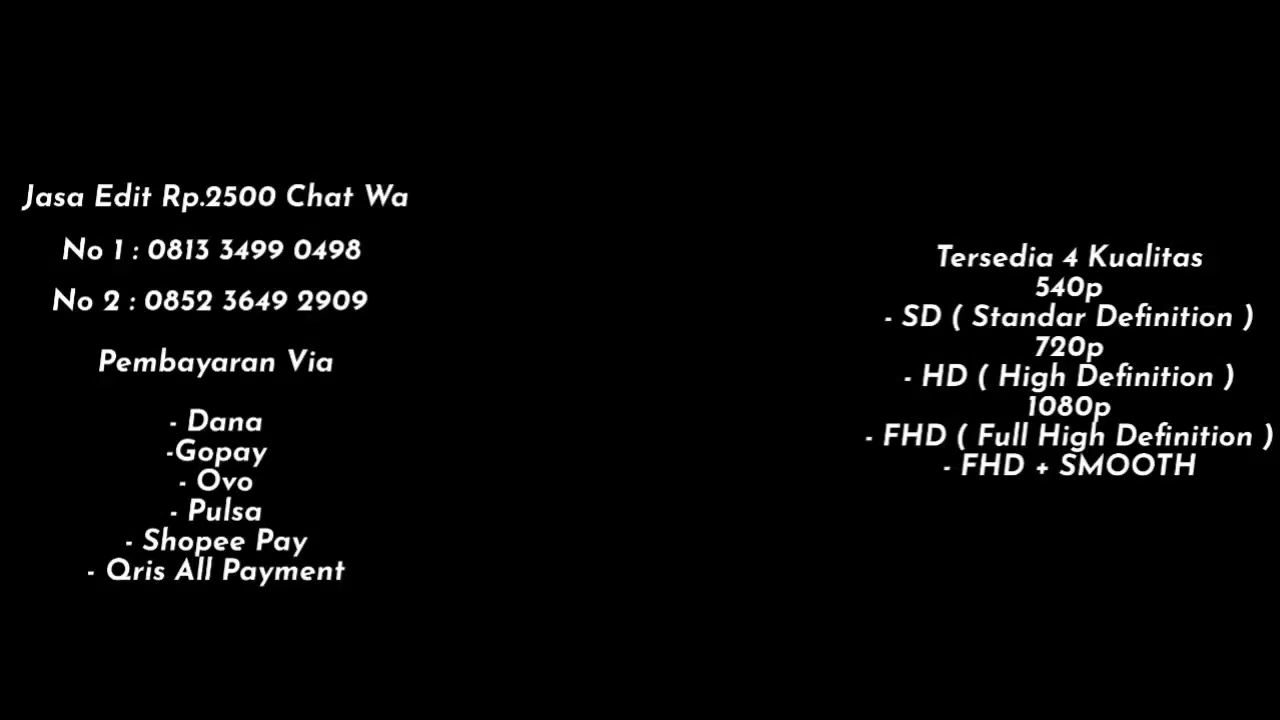 Jasa Edit Rp.2500 Chat Wa
No 1 : 0813 3499 0498
No 2 : 0852 3649 2909
Pembayaran Via
- Dana
-Gopay
- Ovo
- Pulsa
- Shopee Pay
- Qris All Payment
Tersedia 4 Kualitas
540p
- SD ( Standar Definition )
720p
- HD ( High Definition )
1080p
- FHD ( Full High Definition )
- FHD + SMOOTH